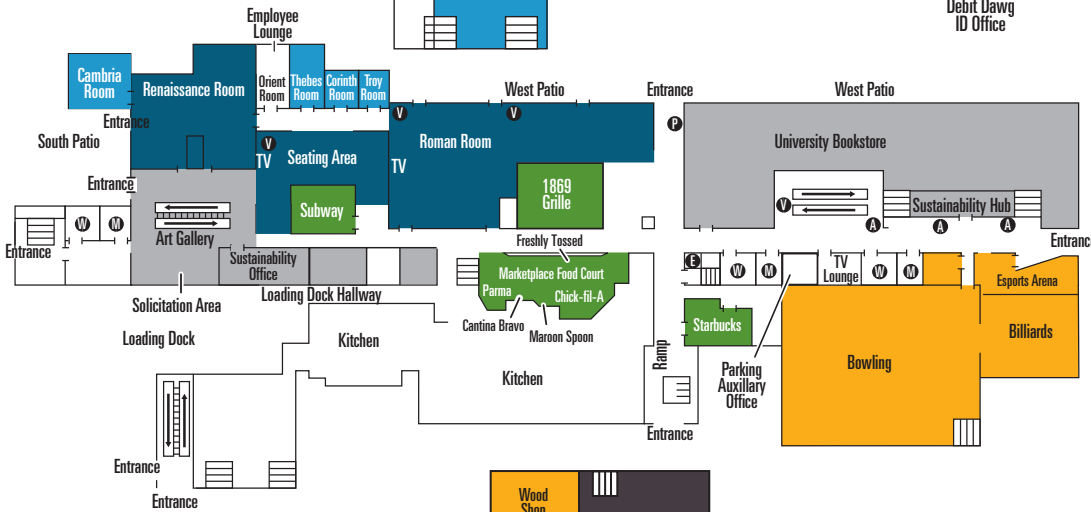 Debit Dawg
ID Office
Employee
Lounge
Cambria
Room
Renaissance Room
Orient
Room
Thebes
Room
Corinth
Room
Troy
Room
West Patio
Entrance
West Patio
Entrance
South Patio
V
V
V
P
TV
Seating Area
TV
Roman Room
University Bookstore
Entrance
1869
Grille
Subway
V
Sustainability Hub
W
M
Art Gallery
A
A
A
Entrance
Freshly Tossed
Entrance
Sustainability
Office
E
W
M
TV
Lounge
W
M
Marketplace Food Court
Esports Arena
Parma
Chick-fil-A
Loading Dock Hallway
Solicitation Area
Cantina Bravo
Maroon Spoon
Starbucks
Billiards
Loading Dock
Kitchen
Ramp
Bowling
Kitchen
Parking
Auxillary
Office
Entrance
Entrance
Entrance
Wood
Shop